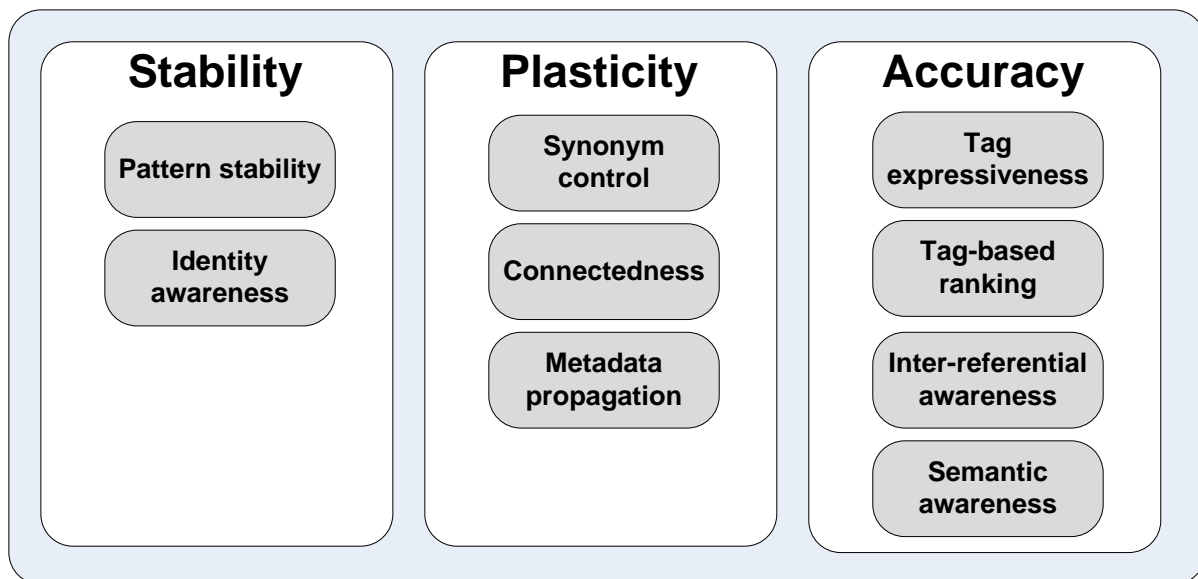 Stability
Pattern stability
Identity
awareness
Plasticity
Synonym
control
Connectedness
Metadata
propagation
Accuracy
Tag
expressiveness
Tag-based
ranking
Inter-referential
awareness
Semantic
awareness